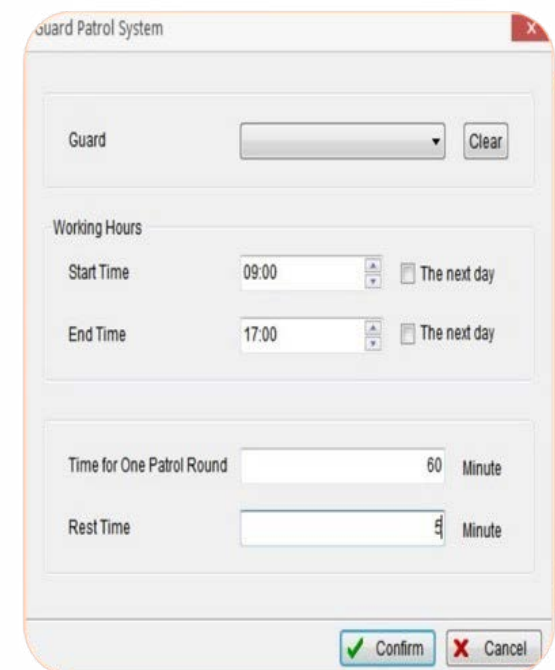 Guard Patrol System
Guard Clear
Working Hours
Start Time 09:00 The next day
End Time 17:00 The next day
Time for One Patrol Round 60 Minute
Rest Time 5 Minute
Confirm Cancel